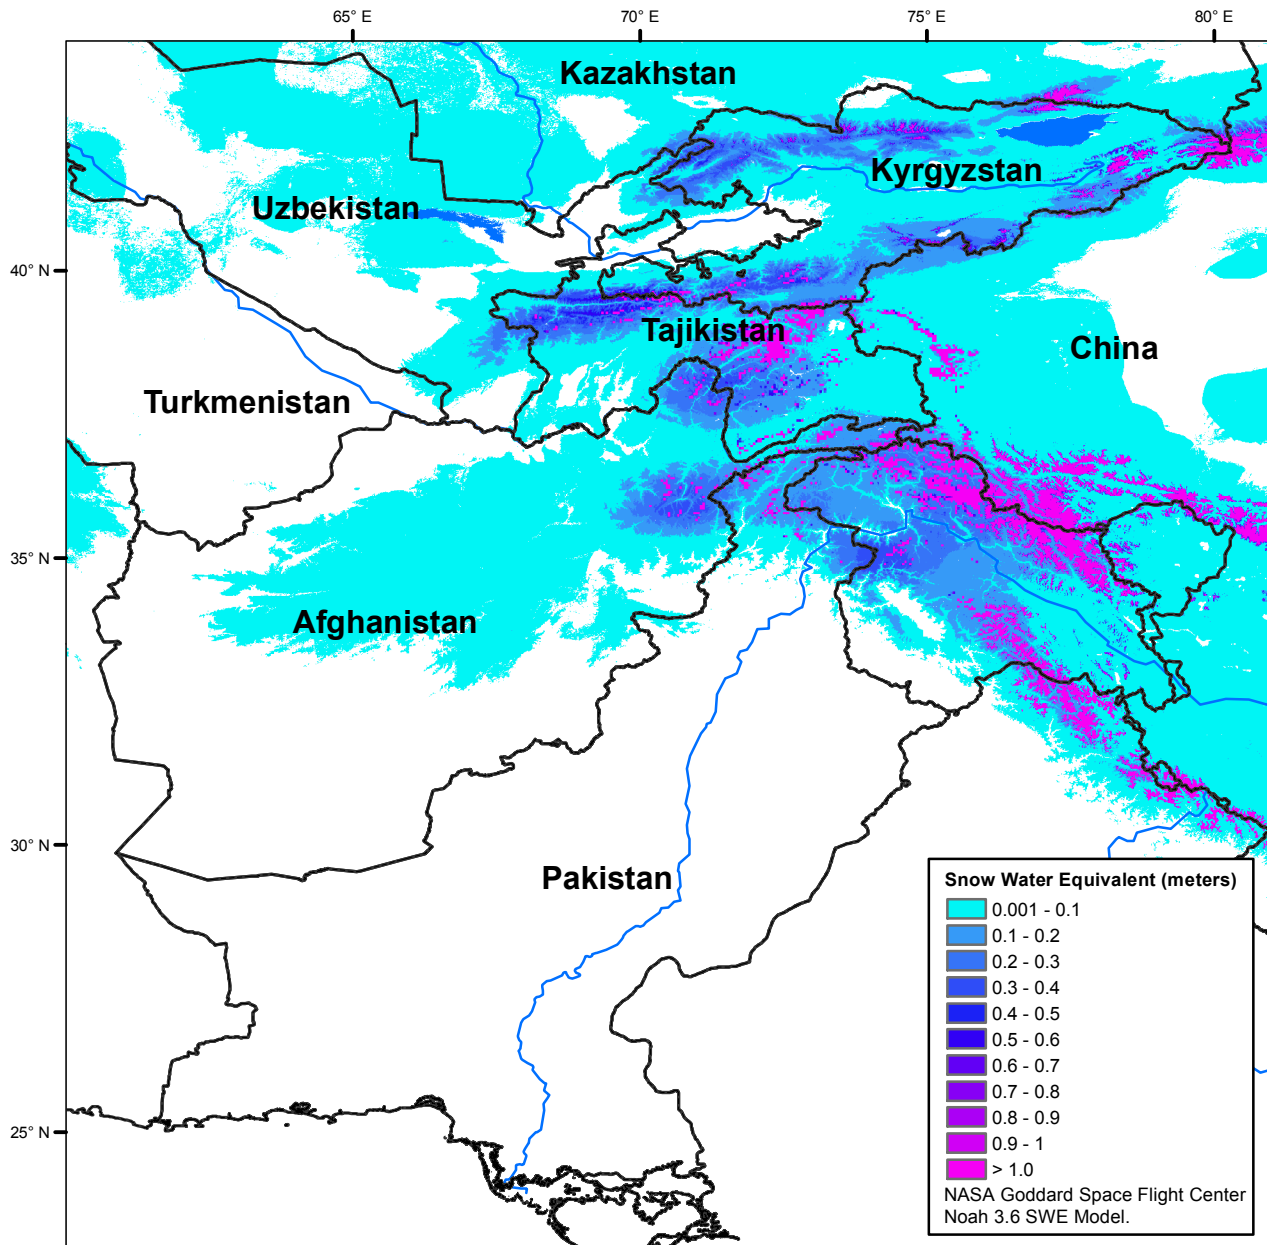 65° E
70° E
75° E
80° E
Kazakhstan
Kyrgyzstan
Uzbekistan
40° N
Tajikistan
China
Turkmenistan
35° N
Afghanistan
30° N
Pakistan
25° N
Snow Water Equivalent (meters)
0.001 - 0.1
0.1 - 0.2
0.2 - 0.3
0.3 - 0.4
0.4 - 0.5
0.5 - 0.6
0.6 - 0.7
0.7 - 0.8
0.8 - 0.9
0.9 - 1
> 1.0
NASA Goddard Space Flight Center
Noah 3.6 SWE Model.